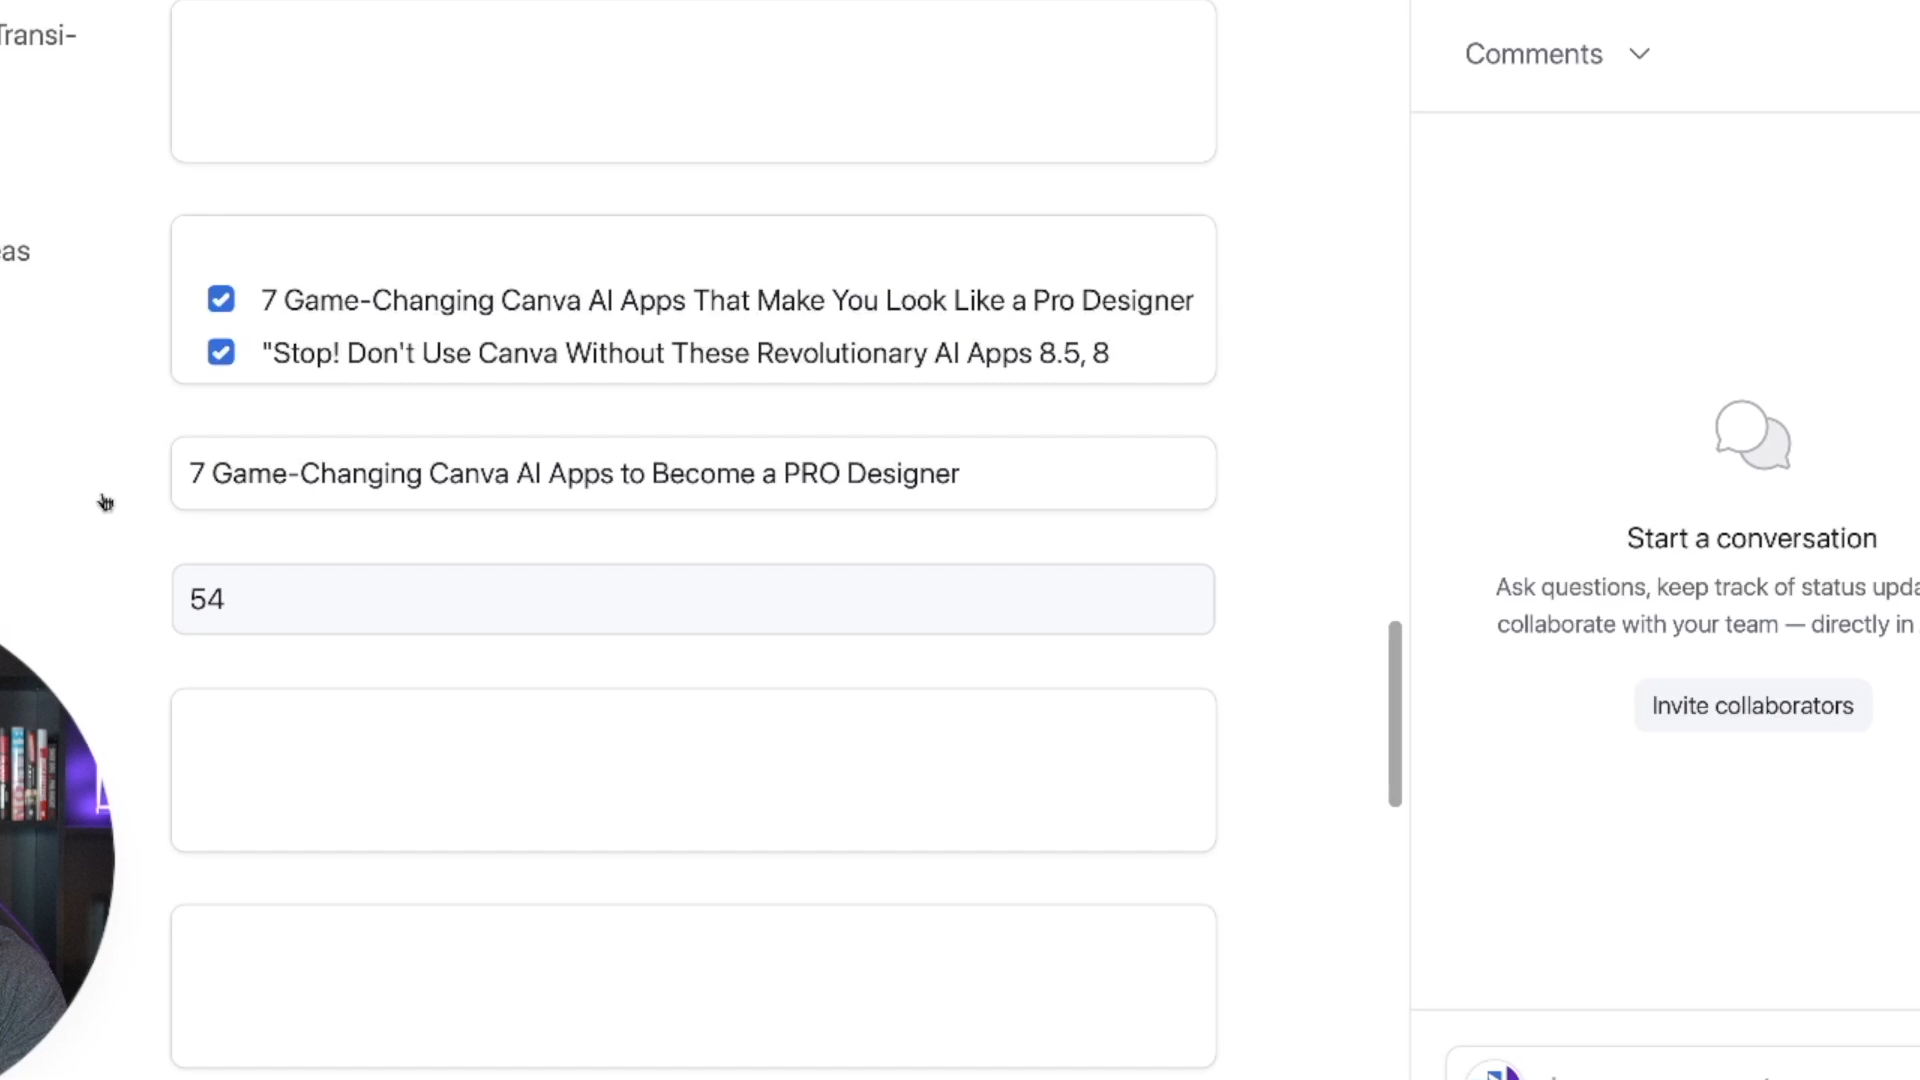 Transi-
Comments
eas
7 Game-Changing Canva AI Apps That Make You Look Like a Pro Designer
"Stop! Don't Use Canva Without These Revolutionary AI Apps 8.5, 8
7 Game-Changing Canva AI Apps to Become a PRO Designer
54
Start a conversation
Ask questions, keep track of status upda
collaborate with your team — directly in
Invite collaborators